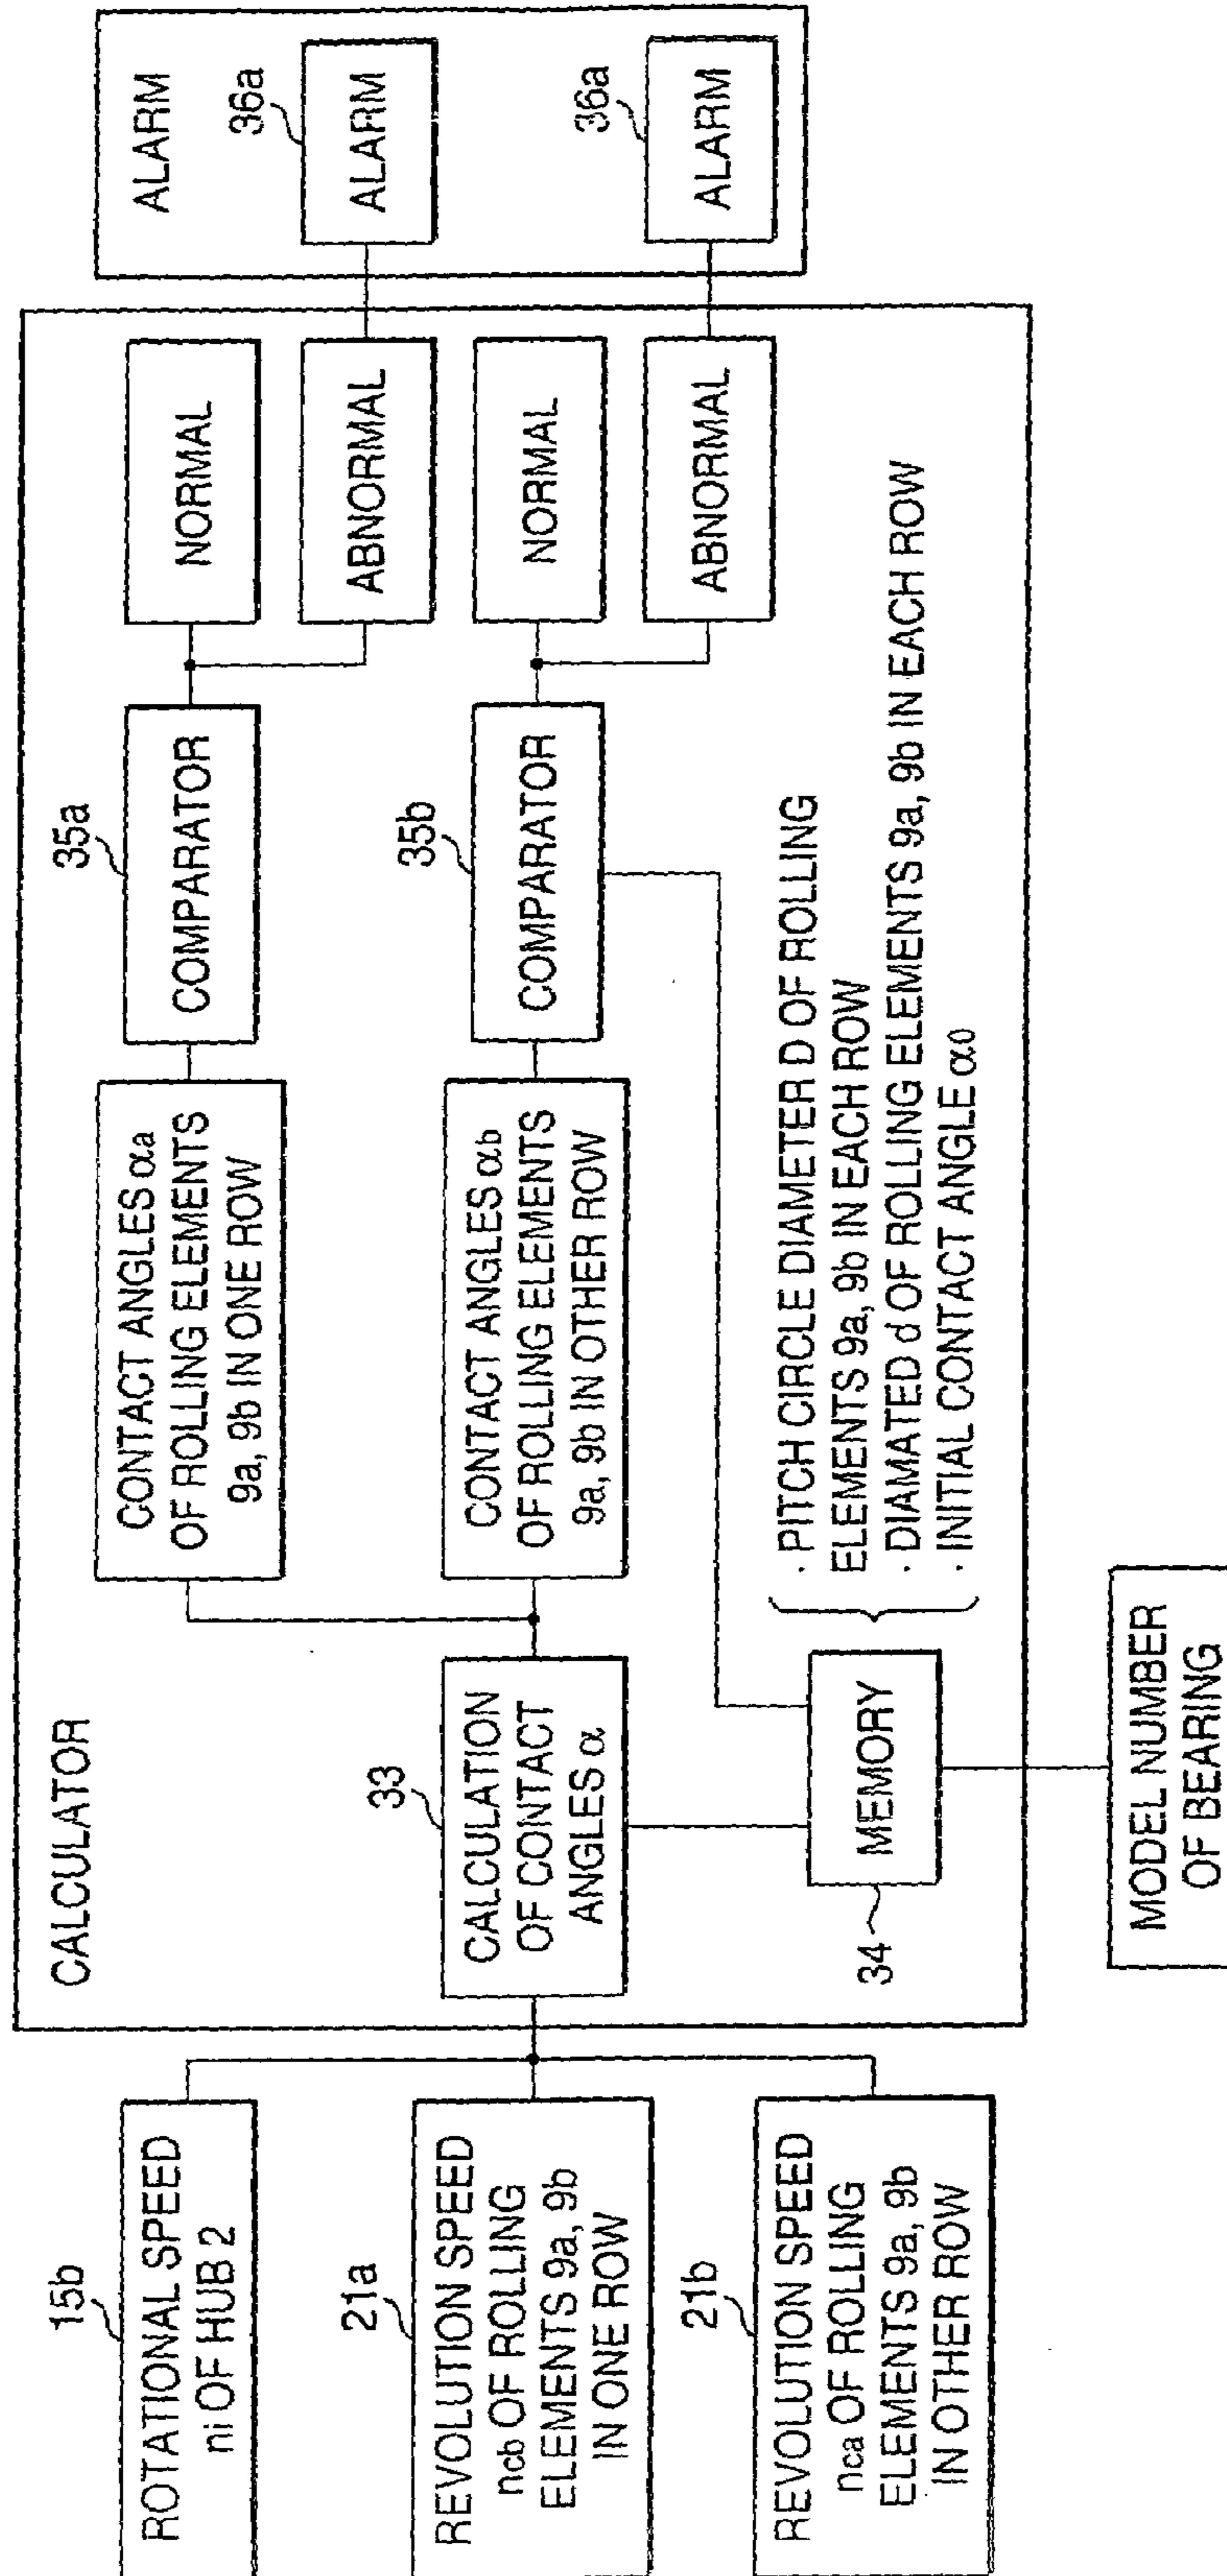 15b
ROTATIONAL SPEED
ni OF HUB 2
21a
REVOLUTION SPEED
ncb OF ROLLING
ELEMENTS 9a, 9b
IN ONE ROW
21b
REVOLUTION SPEED
nca OF ROLLING
ELEMENTS 9a, 9b
IN OTHER ROW
CALCULATOR
33
CALCULATION
OF CONTACT
ANGLES α
34
MEMORY
MODEL NUMBER
OF BEARING
CONTACT ANGLES αa
OF ROLLING ELEMENTS
9a, 9b IN ONE ROW
CONTACT ANGLES αb
OF ROLLING ELEMENTS
9a, 9b IN OTHER ROW
· PITCH CIRCLE DIAMETER D OF ROLLING
ELEMENTS 9a, 9b IN EACH ROW
· DIAMATED d OF ROLLING ELEMENTS 9a, 9b IN EACH ROW
· INITIAL CONTACT ANGLE α0
35a
COMPARATOR
35b
COMPARATOR
NORMAL
ABNORMAL
NORMAL
ABNORMAL
ALARM
36a
ALARM
36a
ALARM